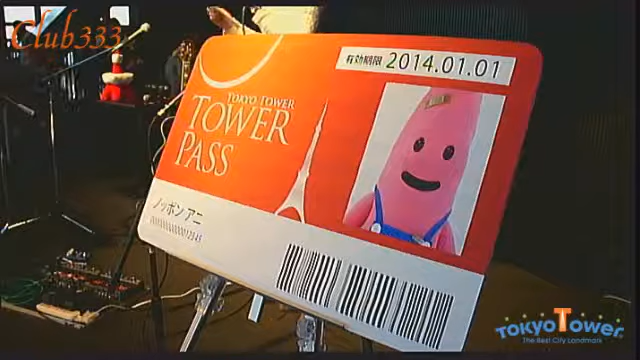 Club333
有効期限 2014.01.01
TOKYO TOWER
TOWER
PASS
ノッポン アニ
TOKYO TOWER
The Best City Landmark